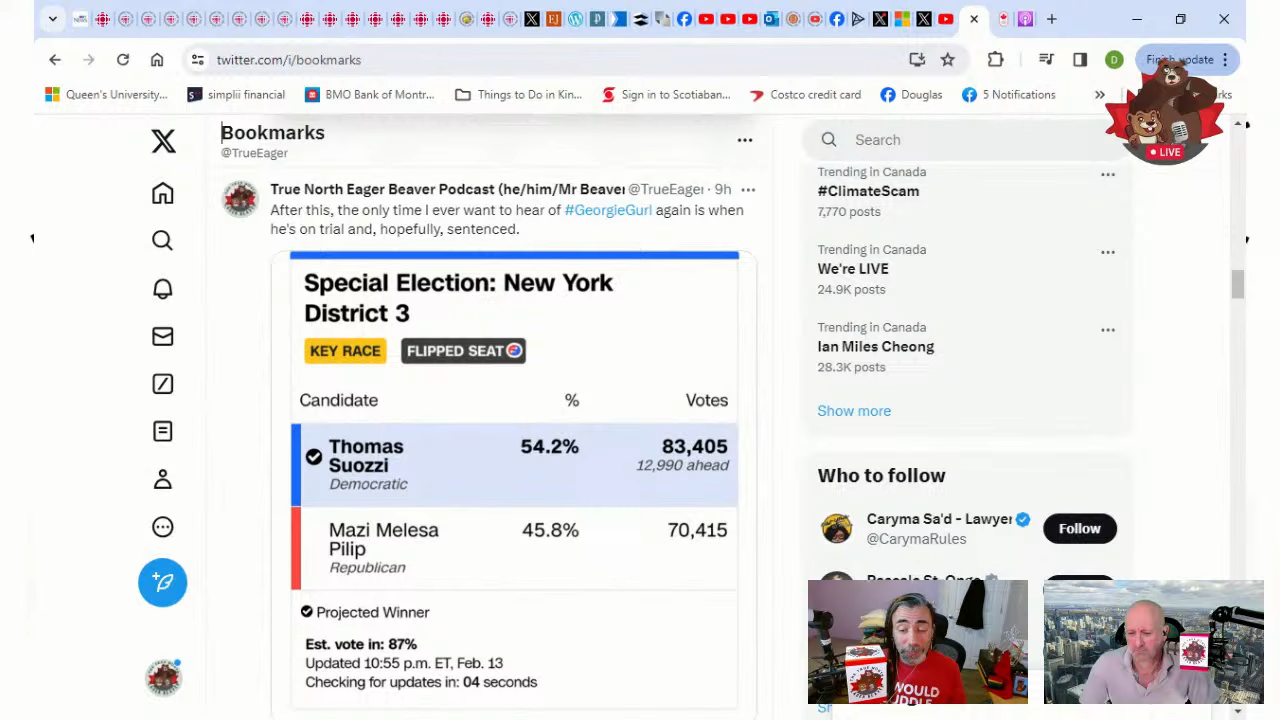 twitter.com/i/bookmarks
Finish update
Queen's University...
simplii financial
BMO Bank of Montr...
Things to Do in Kin...
Sign in to Scotiaban...
Costco credit card
Douglas
5 Notifications
»
LIVE
Bookmarks
@TrueEager
Search
True North Eager Beaver Podcast (he/him/Mr Beaver @TrueEager · 9h
After this, the only time I ever want to hear of #GeorgieGurl again is when
he's on trial and, hopefully, sentenced.
Special Election: New York
District 3
KEY RACE
FLIPPED SEAT
Candidate % Votes
Thomas
Suozzi
Democratic
54.2%
83,405
12,990 ahead
Mazi Melesa
Pilip
Republican
45.8%
70,415
Projected Winner
Est. vote in: 87%
Updated 10:55 p.m. ET, Feb. 13
Checking for updates in: 04 seconds
Trending in Canada
#ClimateScam
7,770 posts
Trending in Canada
We're LIVE
24.9K posts
Trending in Canada
Ian Miles Cheong
28.3K posts
Show more
Who to follow
Caryma Sa'd - Lawyer
@CarymaRules
Follow
WOULD